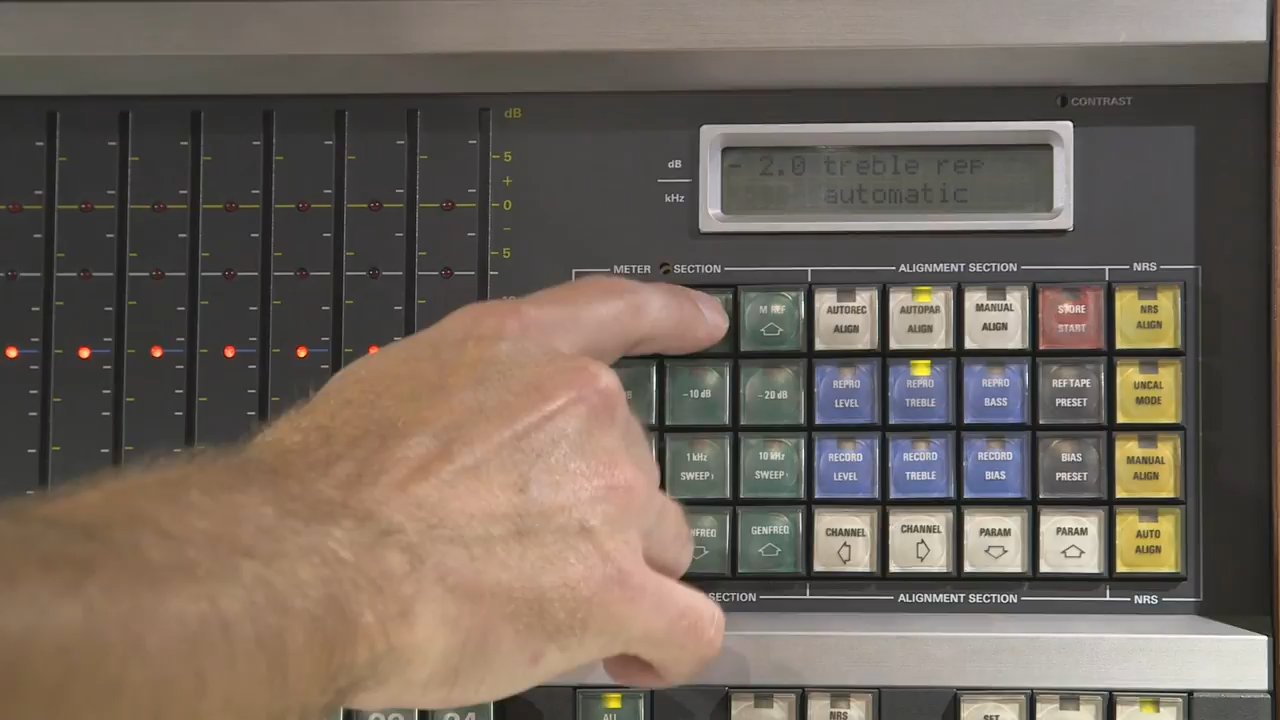 CONTRAST
dB
5
+
0
-
5
dB
kHz
- 2.0 treble rep
automatic
METER SECTION
ALIGNMENT SECTION
NRS
M REF
AUTOREC
ALIGN
AUTOPAR
ALIGN
MANUAL
ALIGN
STORE
START
NRS
ALIGN
-10 dB
-20 dB
REPRO
LEVEL
REPRO
TREBLE
REPRO
BASS
REF TAPE
PRESET
UNCAL
MODE
1 kHz
SWEEP
10 kHz
SWEEP
RECORD
LEVEL
RECORD
TREBLE
RECORD
BIAS
BIAS
PRESET
MANUAL
ALIGN
GENFREQ
CHANNEL
CHANNEL
PARAM
PARAM
AUTO
ALIGN
SECTION
ALIGNMENT SECTION
NRS
24
ALL
NRS
SET